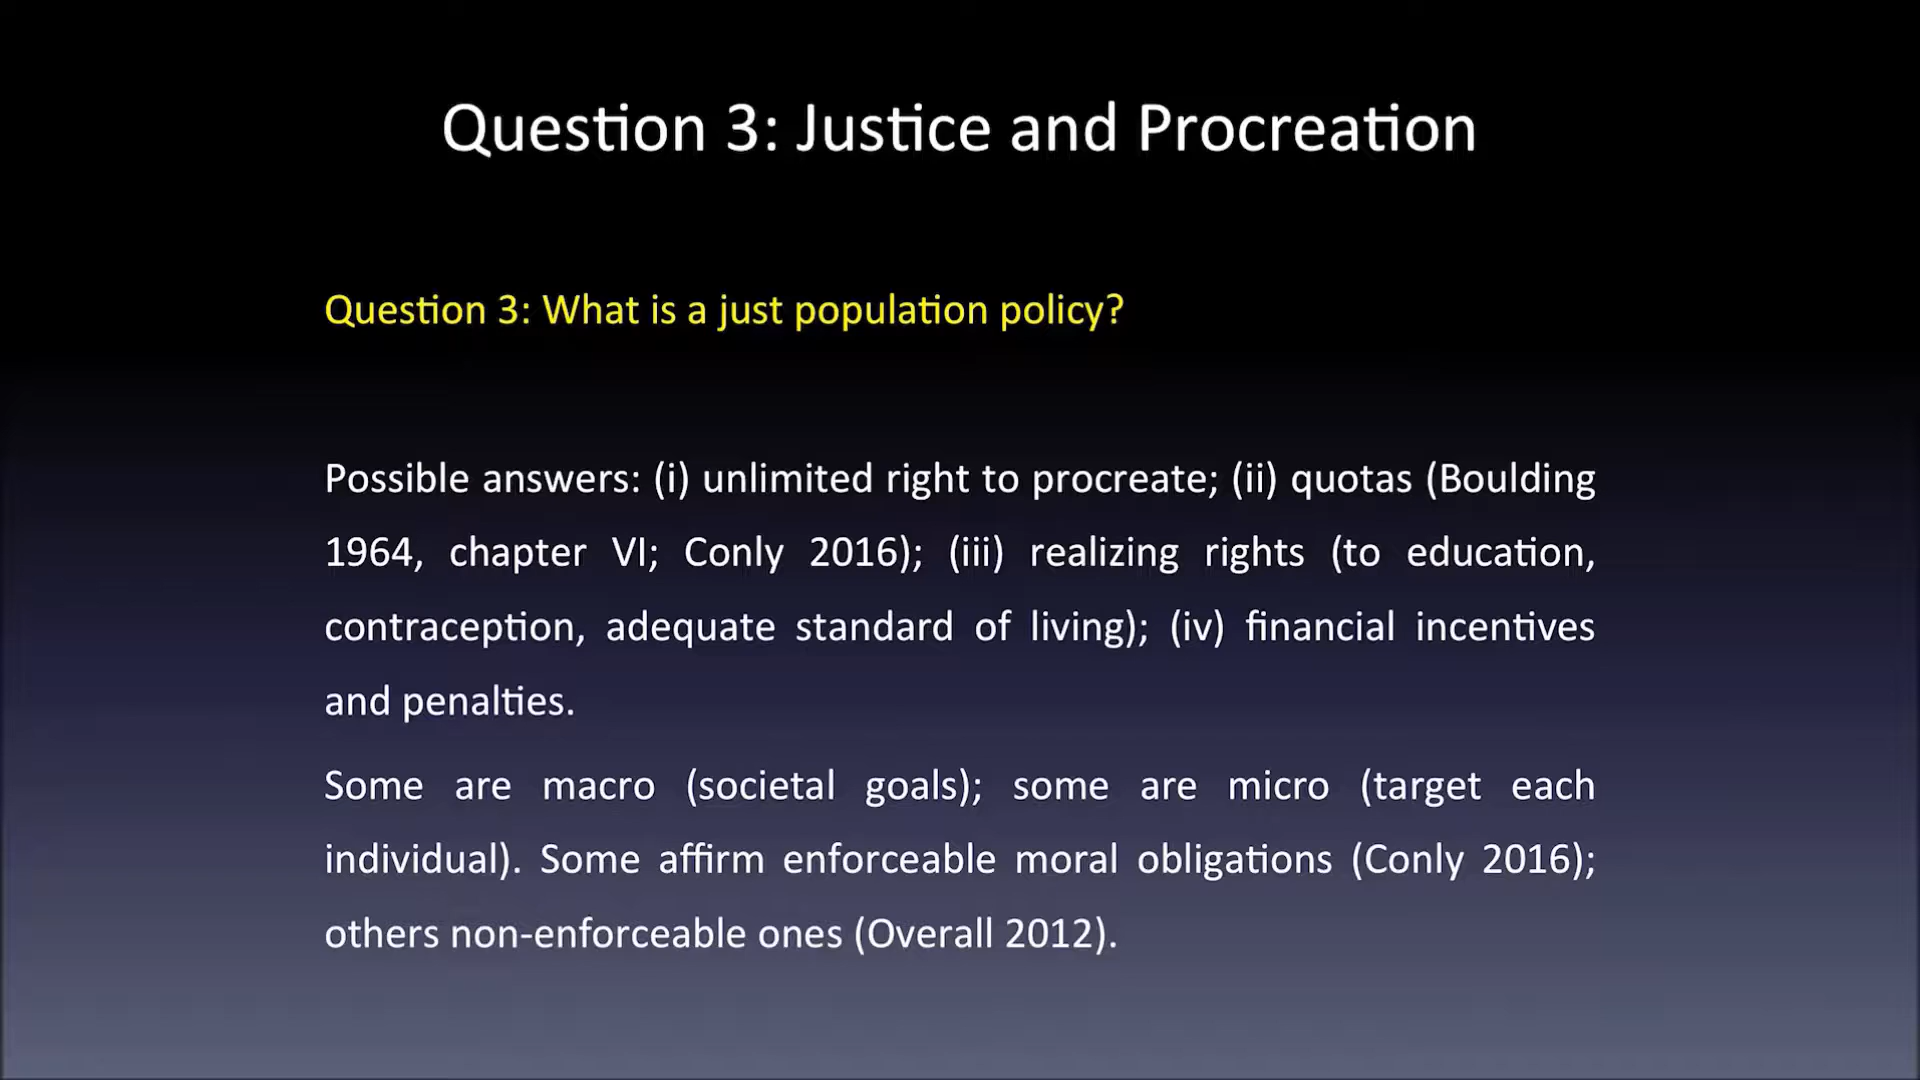 Question 3: Justice and Procreation
Question 3: What is a just population policy?
Possible answers: (i) unlimited right to procreate; (ii) quotas (Boulding
1964, chapter VI; Conly 2016); (iii) realizing rights (to education,
contraception, adequate standard of living); (iv) financial incentives
and penalties.
Some are macro (societal goals); some are micro (target each
individual). Some affirm enforceable moral obligations (Conly 2016);
others non-enforceable ones (Overall 2012).